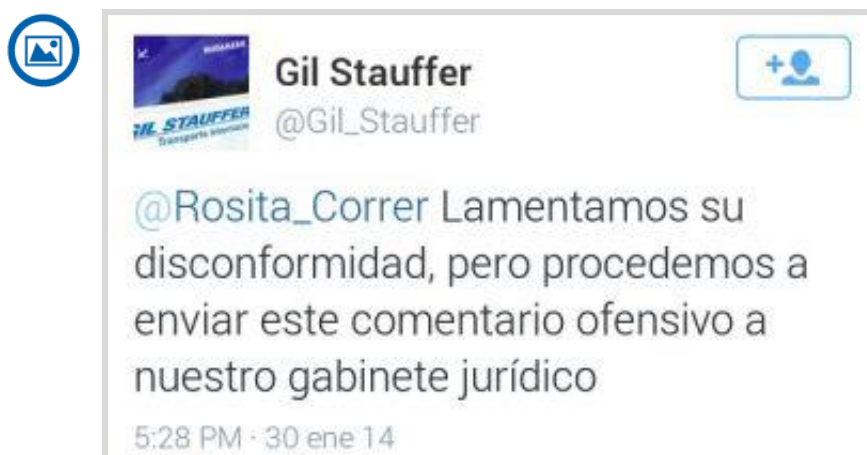 MUDANZAS
GIL STAUFFER
Gil Stauffer
@Gil_Stauffer
@Rosita_Correr Lamentamos su
disconformidad, pero procedemos a
enviar este comentario ofensivo a
nuestro gabinete jurídico
5:28 PM · 30 ene 14